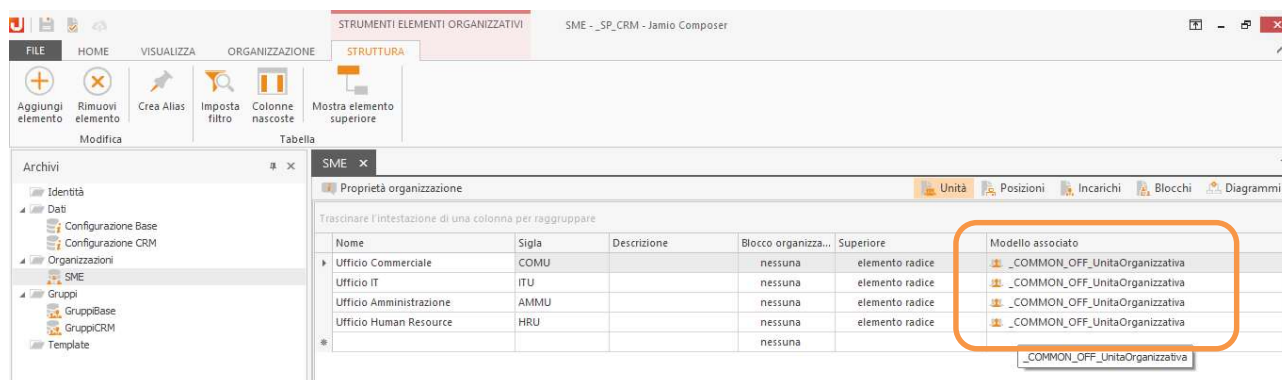 STRUMENTI ELEMENTI ORGANIZZATIVI
SME - _SP_CRM - Jamio Composer
FILE HOME VISUALIZZA ORGANIZZAZIONE STRUTTURA
Aggiungi elemento
Rimuovi elemento
Crea Alias
Imposta filtro
Colonne nascoste
Mostra elemento superiore
Modifica
Tabella
Archivi
Identità
Dati
Configurazione Base
Configurazione CRM
Organizzazioni
SME
Gruppi
GruppiBase
GruppiCRM
Template
SME
Proprietà organizzazione
Unità Posizioni Incarichi Blocchi Diagrammi
Trascinare l'intestazione di una colonna per raggruppare
Nome Sigla Descrizione Blocco organizza... Superiore Modello associato
Ufficio Commerciale COMU nessuna elemento radice _COMMON_OFF_UnitaOrganizzativa
Ufficio IT ITU nessuna elemento radice _COMMON_OFF_UnitaOrganizzativa
Ufficio Amministrazione AMMU nessuna elemento radice _COMMON_OFF_UnitaOrganizzativa
Ufficio Human Resource HRU nessuna elemento radice _COMMON_OFF_UnitaOrganizzativa
nessuna
_COMMON_OFF_UnitaOrganizzativa